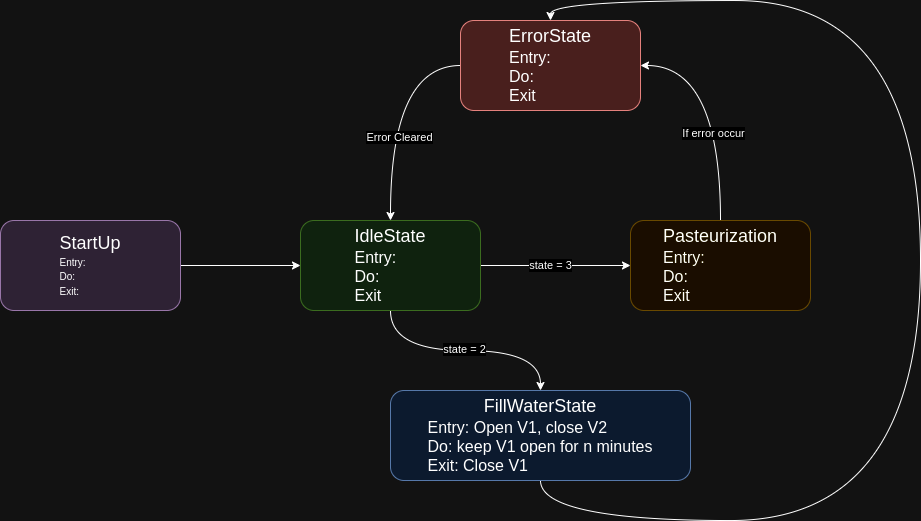 ErrorState
Entry:
Do:
Exit
Error Cleared
If error occur
StartUp
Entry:
Do:
Exit:
IdleState
Entry:
Do:
Exit
state = 3
Pasteurization
Entry:
Do:
Exit
state = 2
FillWaterState
Entry: Open V1, close V2
Do: keep V1 open for n minutes
Exit: Close V1